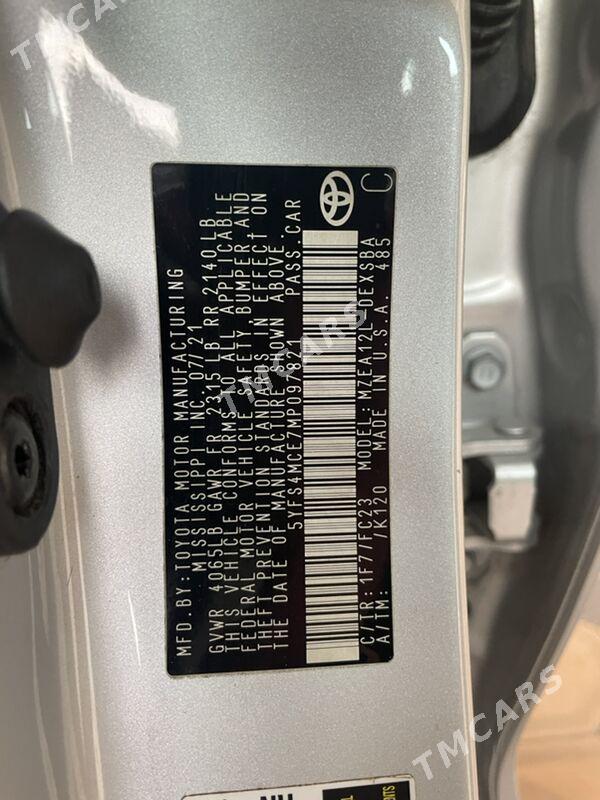 MFD BY:TOYOTA MOTOR MANUFACTURING
MISSISSIPPI INC. 07/21
GVWR 4065LB GAWR FR 2315 LB RR 2140LB
THIS VEHICLE CONFORMS TO ALL APPLICABLE
FEDERAL MOTOR VEHICLE SAFETY, BUMPER AND
THEFT PREVENTION STANDARDS IN EFFECT ON
THE DATE OF MANUFACTURE SHOWN ABOVE.
PASS.CAR
C/TR:1F7/FC23 MODEL:MZEA12L-DEXSBA
A/TM: /K120 MADE IN U.S.A. 485
C
TMCARS
TMCARS
TMCARS